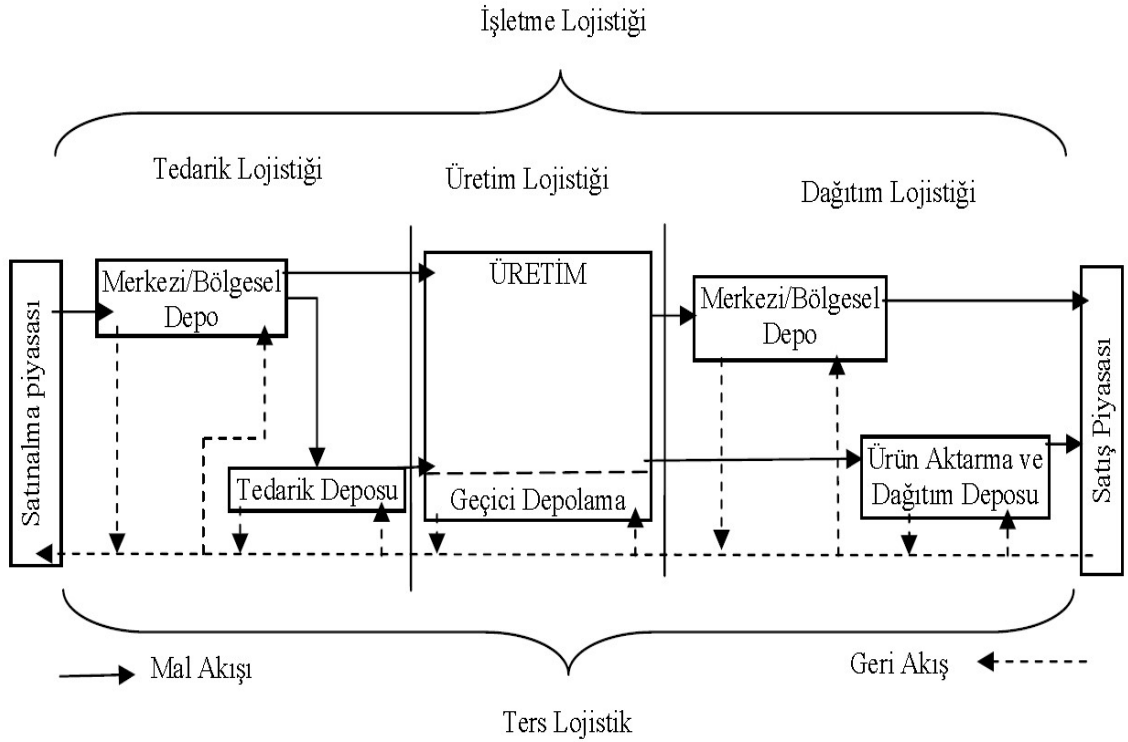 İşletme Lojistiği
Tedarik Lojistiği
Üretim Lojistiği
Dağıtım Lojistiği
Satınalma piyasası
Merkezi/Bölgesel
Depo
Tedarik Deposu
ÜRETİM
Geçici Depolama
Merkezi/Bölgesel
Depo
Ürün Aktarma ve
Dağıtım Deposu
Satış Piyasası
Mal Akışı
Geri Akış
Ters Lojistik